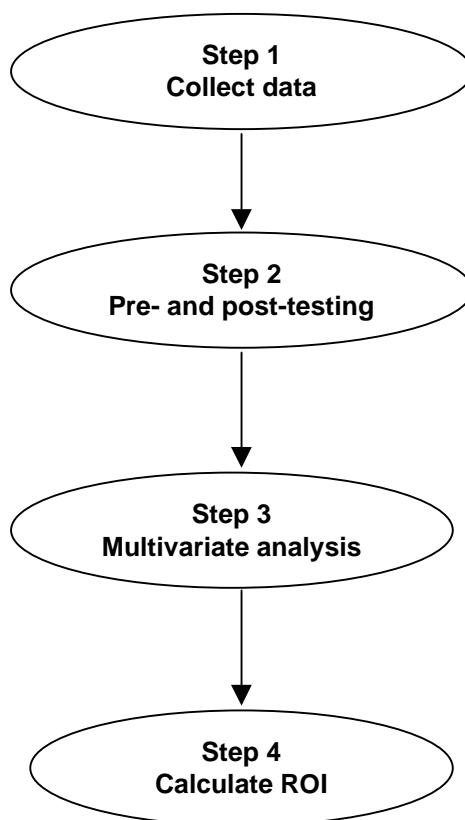 Step 1
Collect data
Step 2
Pre- and post-testing
Step 3
Multivariate analysis
Step 4
Calculate ROI